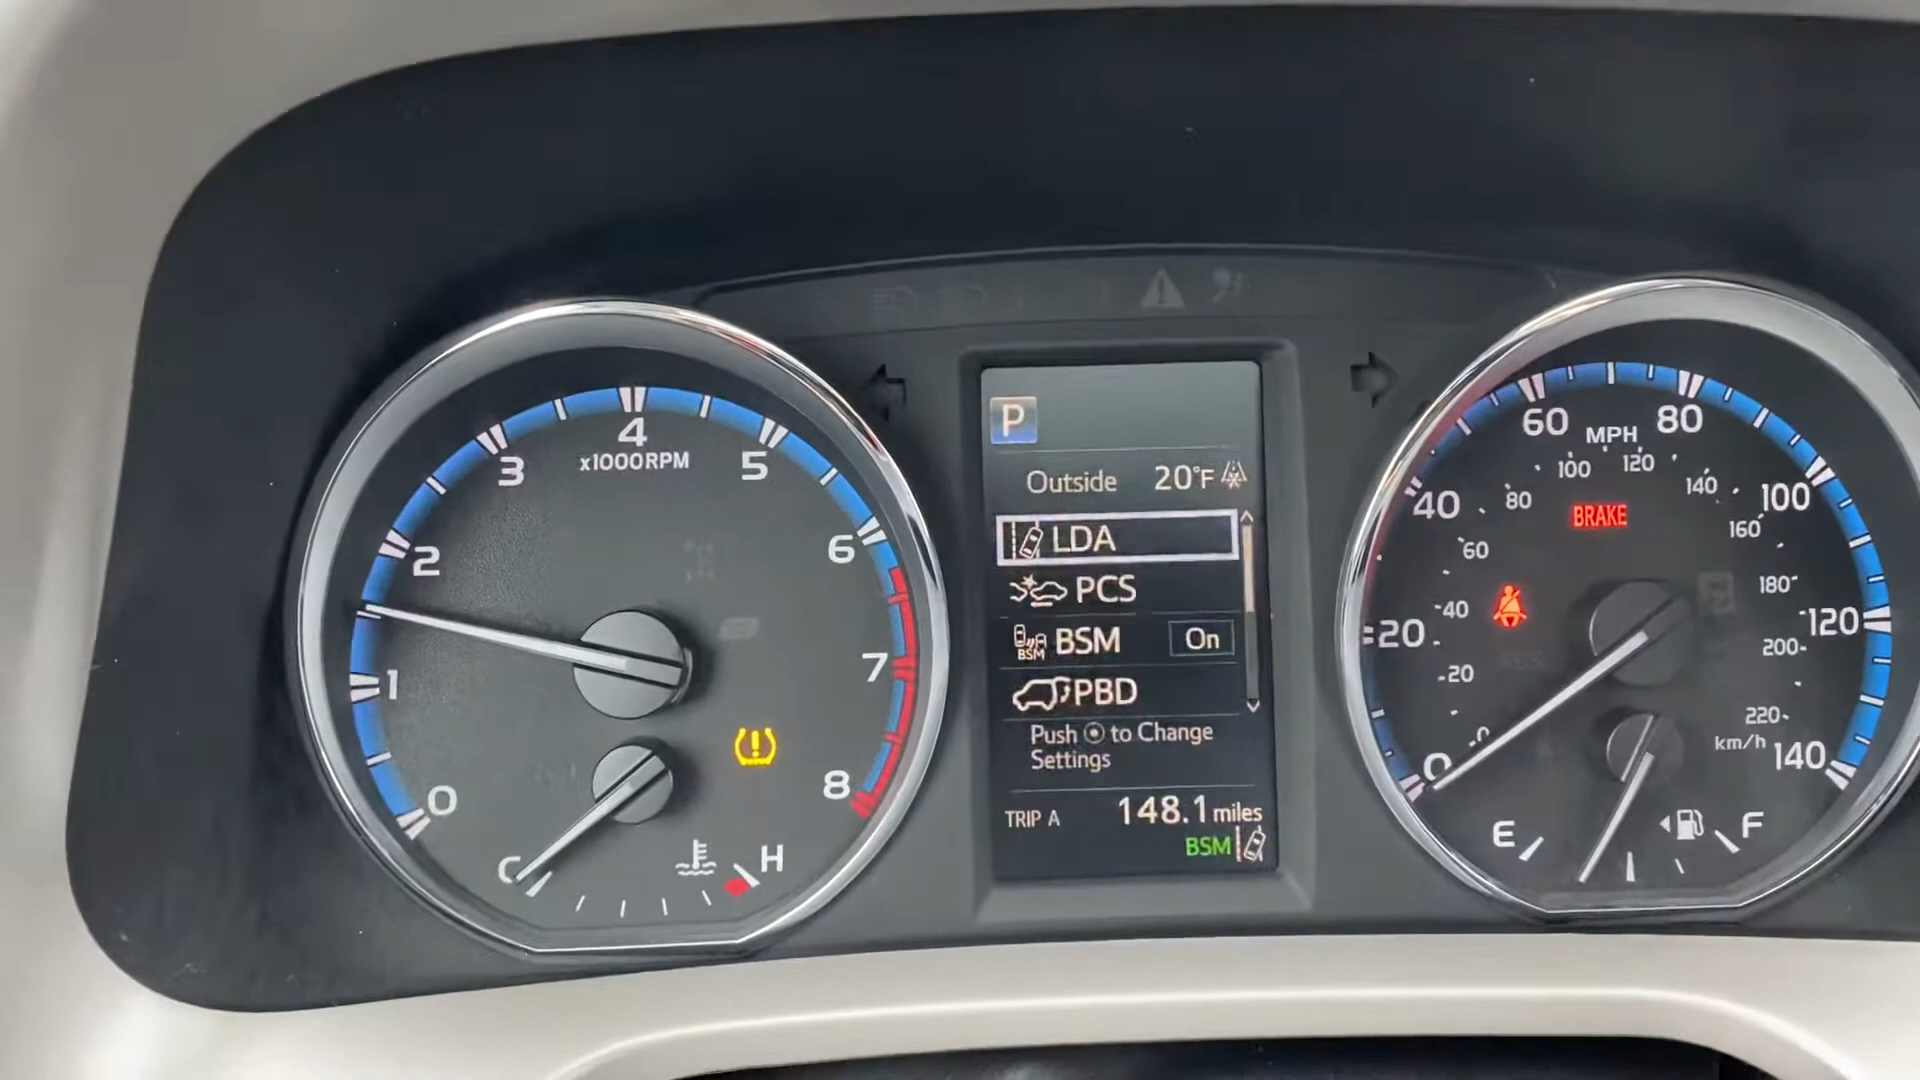 4
x1000RPM
3
5
2
6
1
7
0
8
C
H
P
Outside 20°F
LDA
PCS
BSM BSM On
PBD
Push to Change
Settings
TRIP A 148.1 miles
BSM
60 MPH 80
100 120
40 80 140 100
BRAKE
60 160
180
20 40 120
200
20
220
0 0 km/h 140
E F